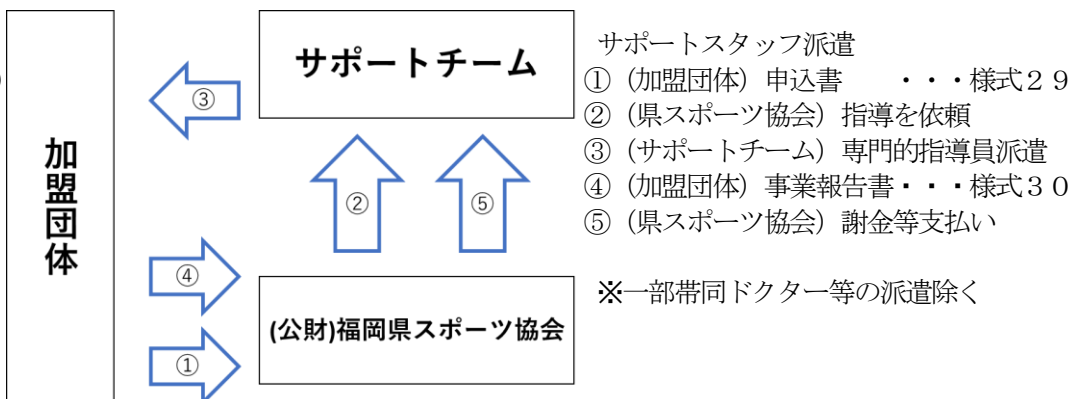 加盟団体
サポートチーム
③
②
⑤
④
①
(公財)福岡県スポーツ協会
サポートスタッフ派遣
①（加盟団体）申込書　　・・・様式２９
②（県スポーツ協会）指導を依頼
③（サポートチーム）専門的指導員派遣
④（加盟団体）事業報告書・・・様式３０
⑤（県スポーツ協会）謝金等支払い
※一部帯同ドクター等の派遣除く